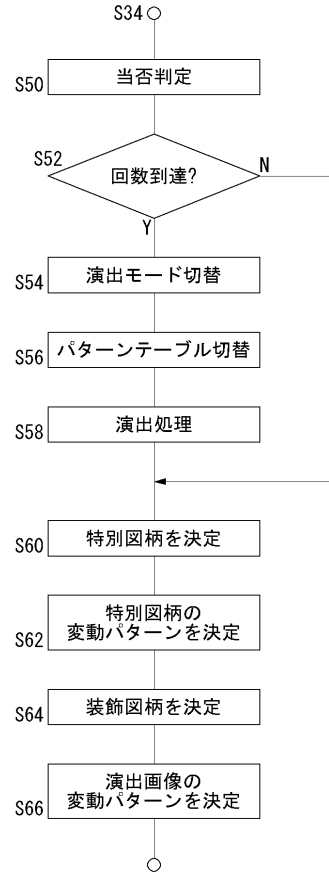 S34
S50
当否判定
S52
回数到達?
N
Y
S54
演出モード切替
S56
パターンテーブル切替
S58
演出処理
S60
特別図柄を決定
S62
特別図柄の
変動パターンを決定
S64
装飾図柄を決定
S66
演出画像の
変動パターンを決定